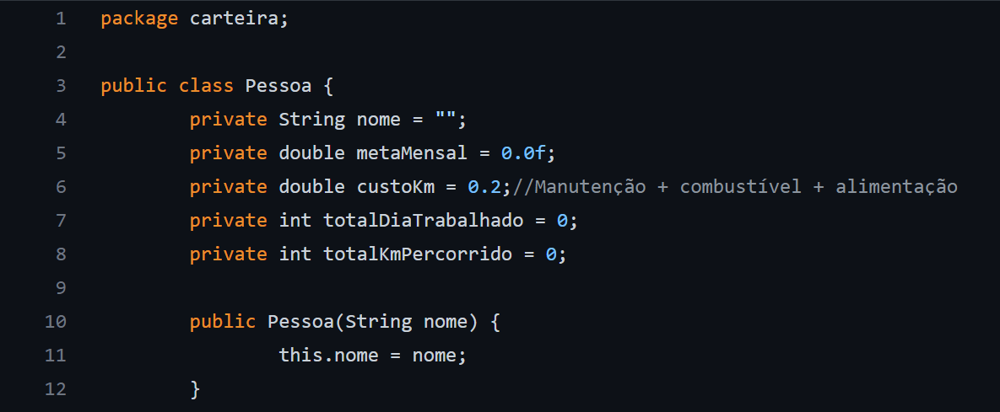 1 package carteira;
2
3 public class Pessoa {
4 private String nome = "";
5 private double metaMensal = 0.0f;
6 private double custoKm = 0.2;//Manutenção + combustível + alimentação
7 private int totalDiaTrabalhado = 0;
8 private int totalKmPercorrido = 0;
9
10 public Pessoa(String nome) {
11 this.nome = nome;
12 }